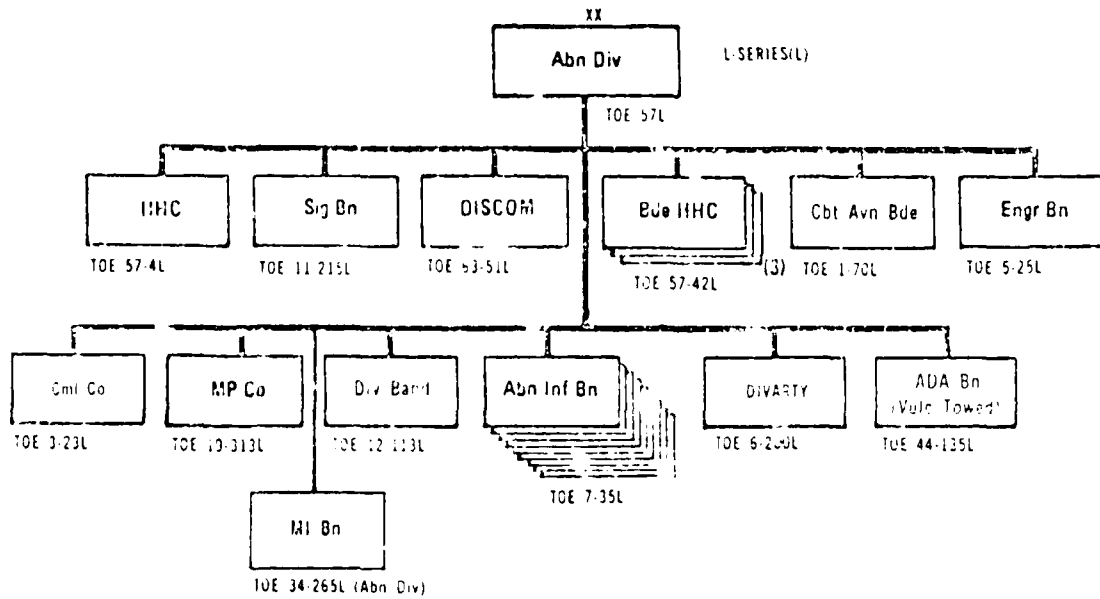 XX
Abn Div
L-SERIES(L)
TOE 57L
HHC
Sig Bn
DISCOM
Bde HHC
Cbt Avn Bde
Engr Bn
TOE 57-4L
TOE 11-215L
TOE 63-51L
TOE 57-42L
(3)
TOE 1-70L
TOE 5-25L
Cml Co
MP Co
Div Band
Abn Inf Bn
DIVARTY
ADA Bn
(Vulc Towed)
TOE 3-23L
TOE 19-313L
TOE 12-113L
TOE 7-35L
TOE 6-200L
TOE 44-135L
MI Bn
TOE 34-265L (Abn Div)